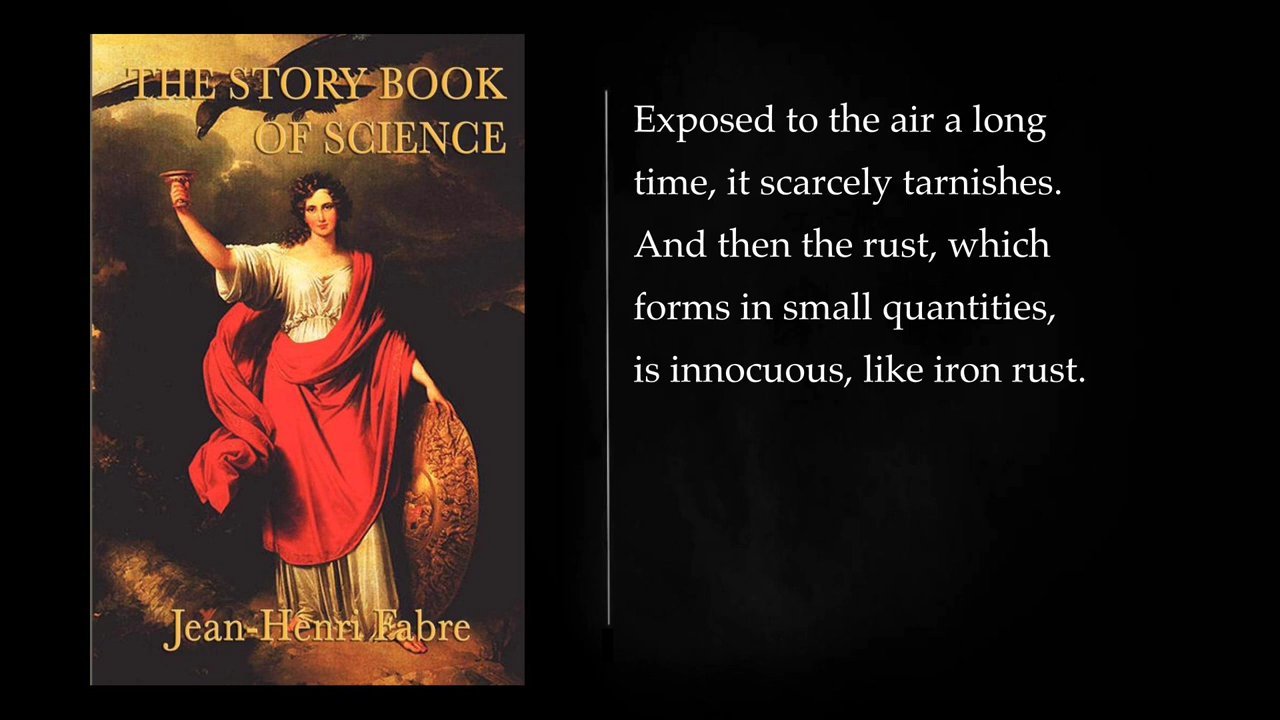 THE STORY BOOK
OF SCIENCE
Jean-Henri Fabre
Exposed to the air a long
time, it scarcely tarnishes.
And then the rust, which
forms in small quantities,
is innocuous, like iron rust.